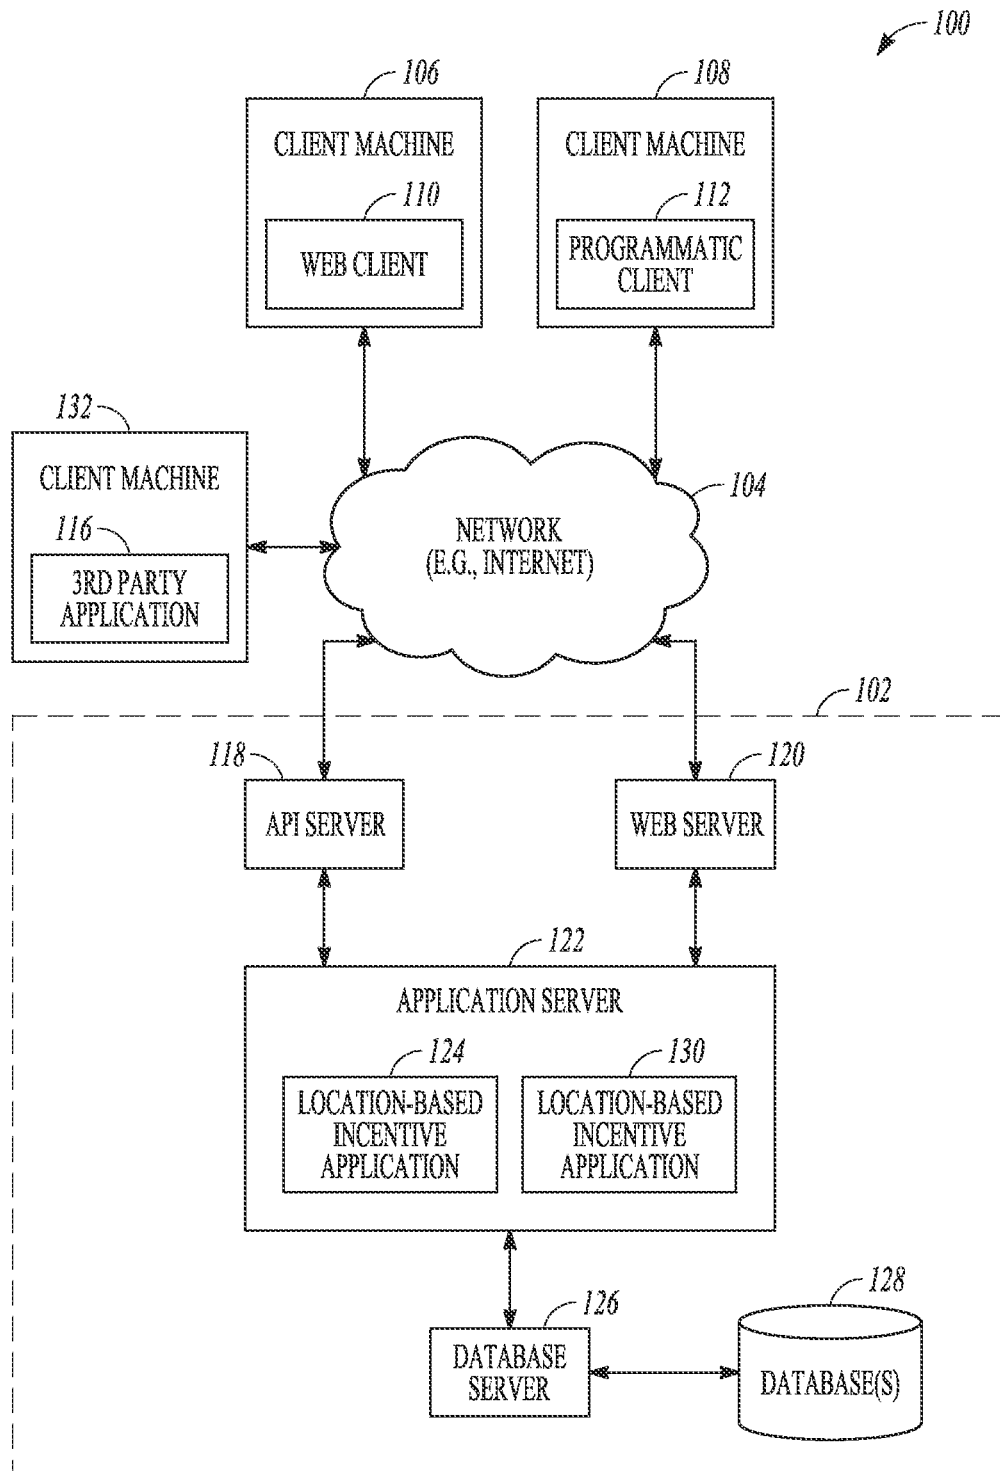 100
106
CLIENT MACHINE
110
WEB CLIENT
108
CLIENT MACHINE
112
PROGRAMMATIC
CLIENT
132
CLIENT MACHINE
116
3RD PARTY
APPLICATION
104
NETWORK
(E.G., INTERNET)
102
118
API SERVER
120
WEB SERVER
122
APPLICATION SERVER
124
LOCATION-BASED
INCENTIVE
APPLICATION
130
LOCATION-BASED
INCENTIVE
APPLICATION
126
DATABASE
SERVER
128
DATABASE(S)